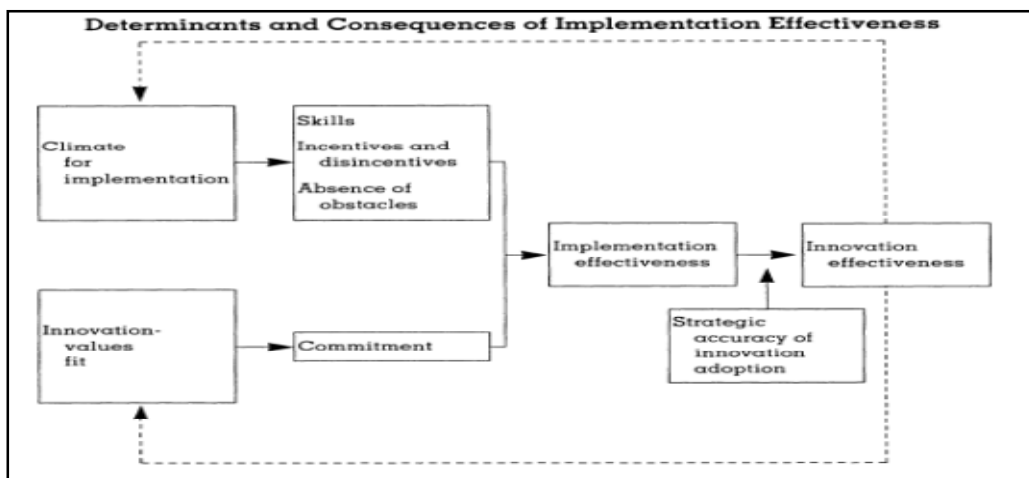 Determinants and Consequences of Implementation Effectiveness
Climate
for
implementation
Skills
Incentives and
disincentives
Absence of
obstacles
Implementation
effectiveness
Innovation
effectiveness
Innovation-
values
fit
Commitment
Strategic
accuracy of
innovation
adoption